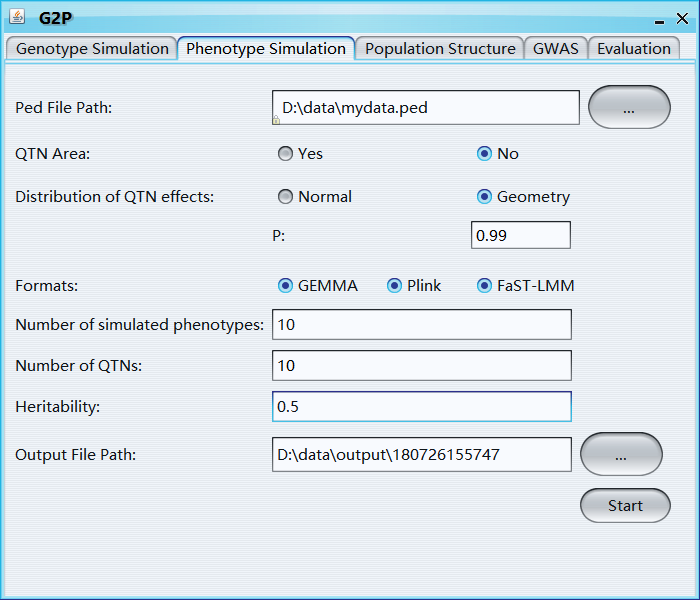 G2P
Genotype Simulation Phenotype Simulation Population Structure GWAS Evaluation
Ped File Path: D:\data\mydata.ped ...
QTN Area: Yes No
Distribution of QTN effects: Normal Geometry
P: 0.99
Formats: GEMMA Plink FaST-LMM
Number of simulated phenotypes: 10
Number of QTNs: 10
Heritability: 0.5
Output File Path: D:\data\output\180726155747 ...
Start